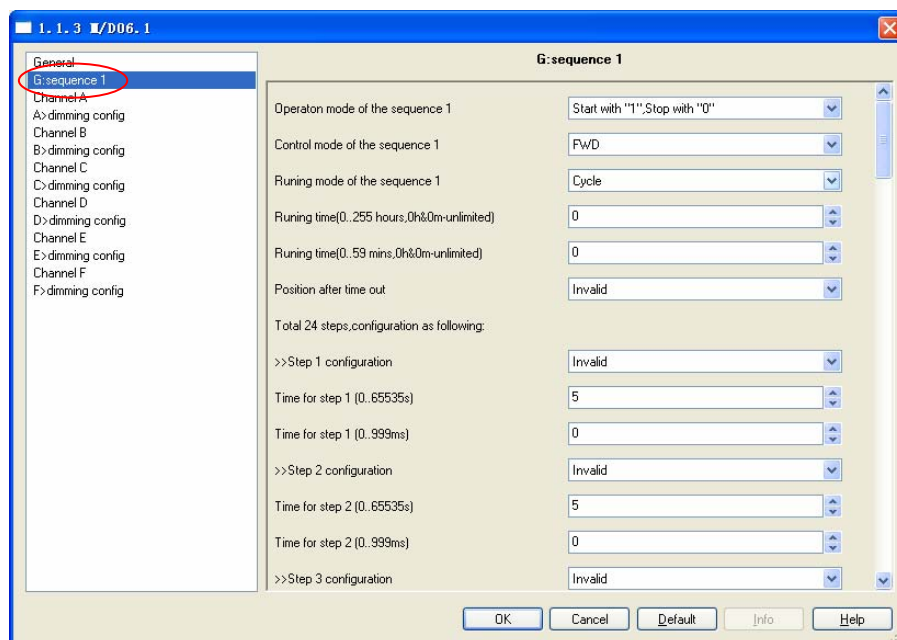 1.1.3 M/D06.1
General
G:sequence 1
Channel A
A>dimming config
Channel B
B>dimming config
Channel C
C>dimming config
Channel D
D>dimming config
Channel E
E>dimming config
Channel F
F>dimming config
G:sequence 1
Operaton mode of the sequence 1 Start with "1",Stop with "0"
Control mode of the sequence 1 FWD
Runing mode of the sequence 1 Cycle
Runing time(0..255 hours,0h&0m-unlimited) 0
Runing time(0..59 mins,0h&0m-unlimited) 0
Position after time out Invalid
Total 24 steps,configuration as following:
>>Step 1 configuration Invalid
Time for step 1 (0..65535s) 5
Time for step 1 (0..999ms) 0
>>Step 2 configuration Invalid
Time for step 2 (0..65535s) 5
Time for step 2 (0..999ms) 0
>>Step 3 configuration Invalid
OK Cancel Default Info Help